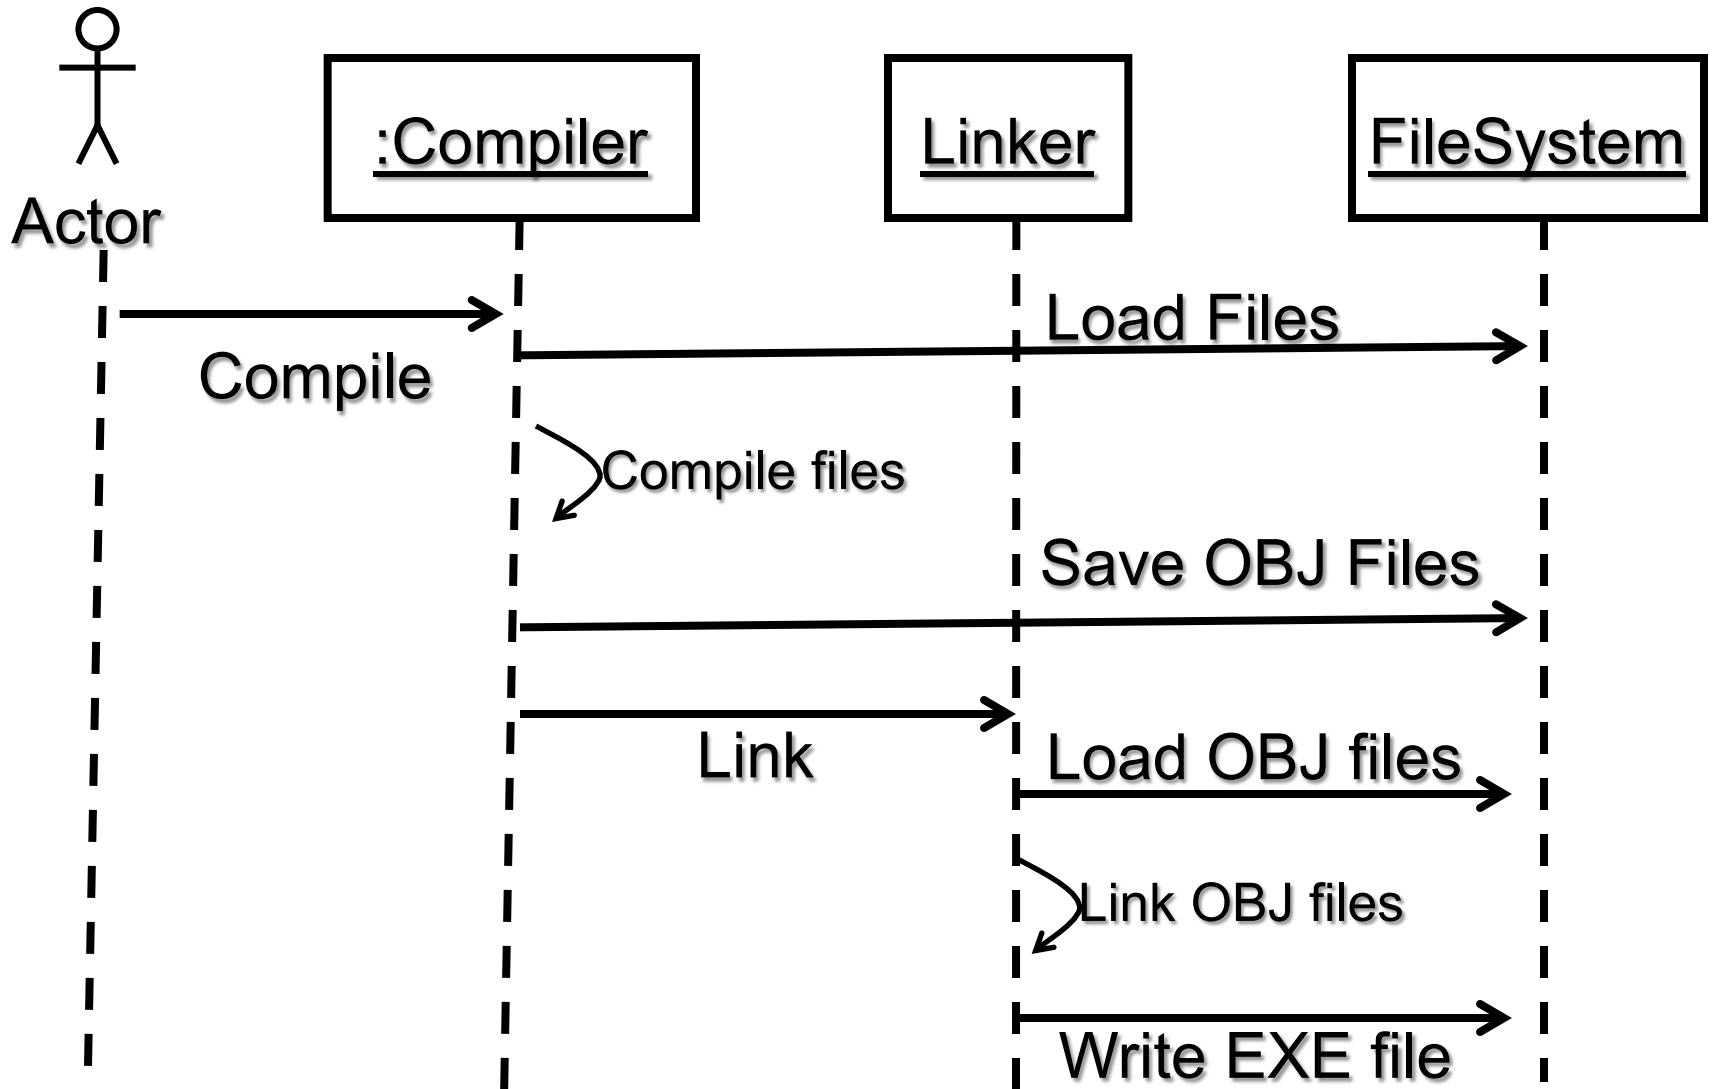 Actor
:Compiler
Linker
FileSystem
Compile
Load Files
Compile files
Save OBJ Files
Link
Load OBJ files
Link OBJ files
Write EXE file